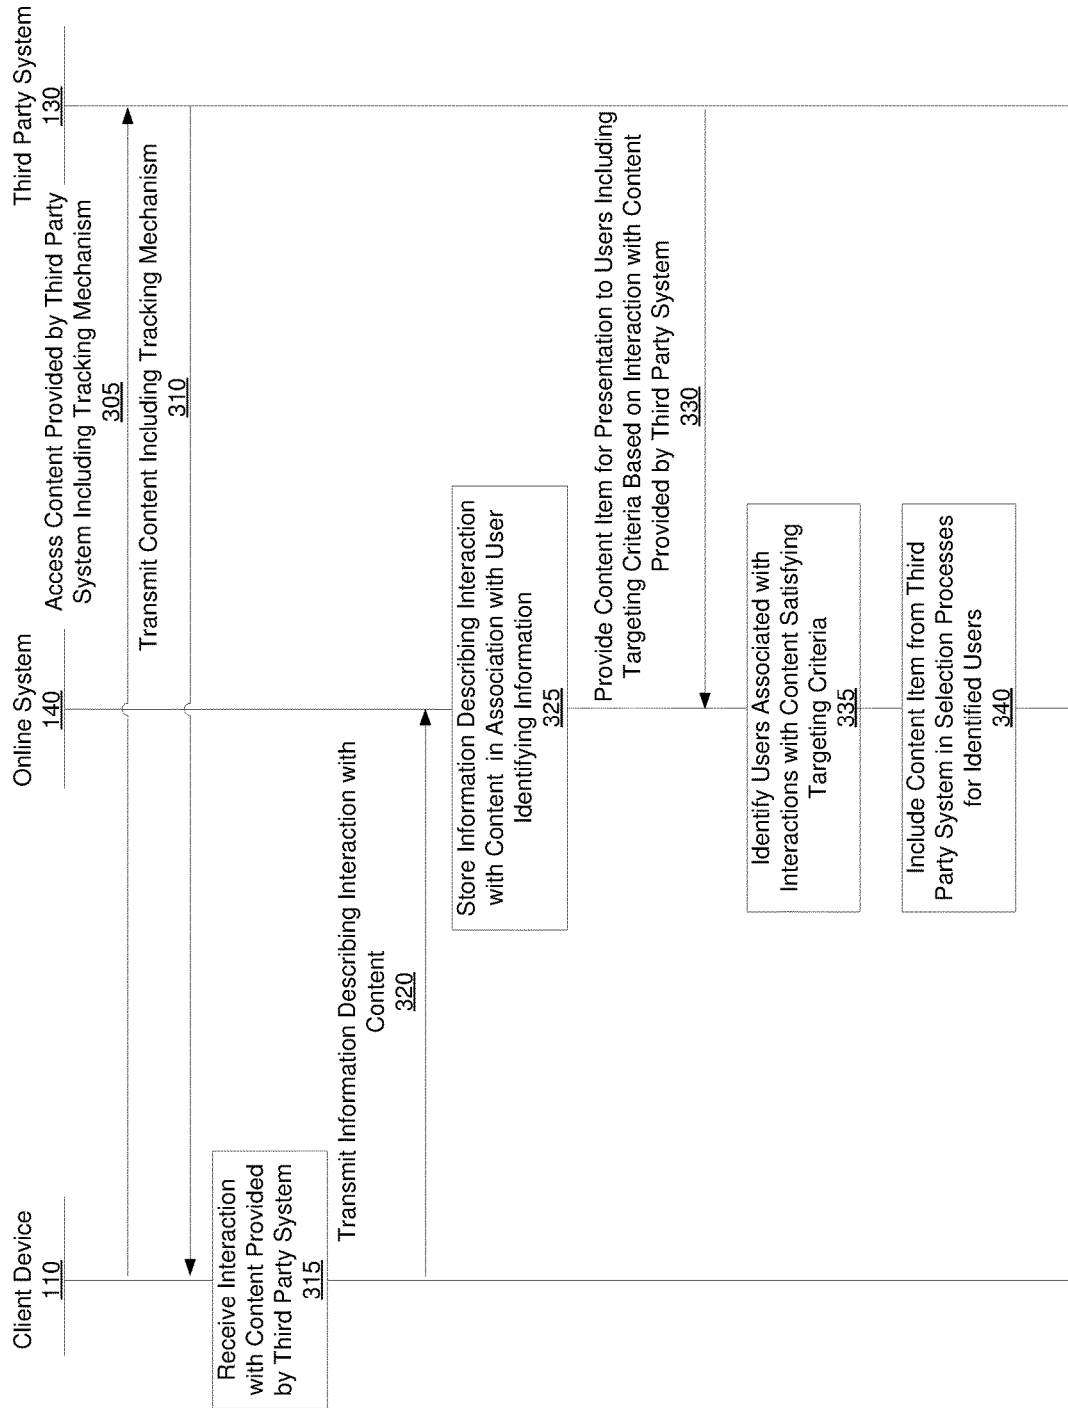 Client Device
110
Online System
140
Third Party System
130
Access Content Provided by Third Party
System Including Tracking Mechanism
305
Transmit Content Including Tracking Mechanism
310
Receive Interaction
with Content Provided
by Third Party System
315
Transmit Information Describing Interaction with
Content
320
Store Information Describing Interaction
with Content in Association with User
Identifying Information
325
Provide Content Item for Presentation to Users Including
Targeting Criteria Based on Interaction with Content
Provided by Third Party System
330
Identify Users Associated with
Interactions with Content Satisfying
Targeting Criteria
335
Include Content Item from Third
Party System in Selection Processes
for Identified Users
340